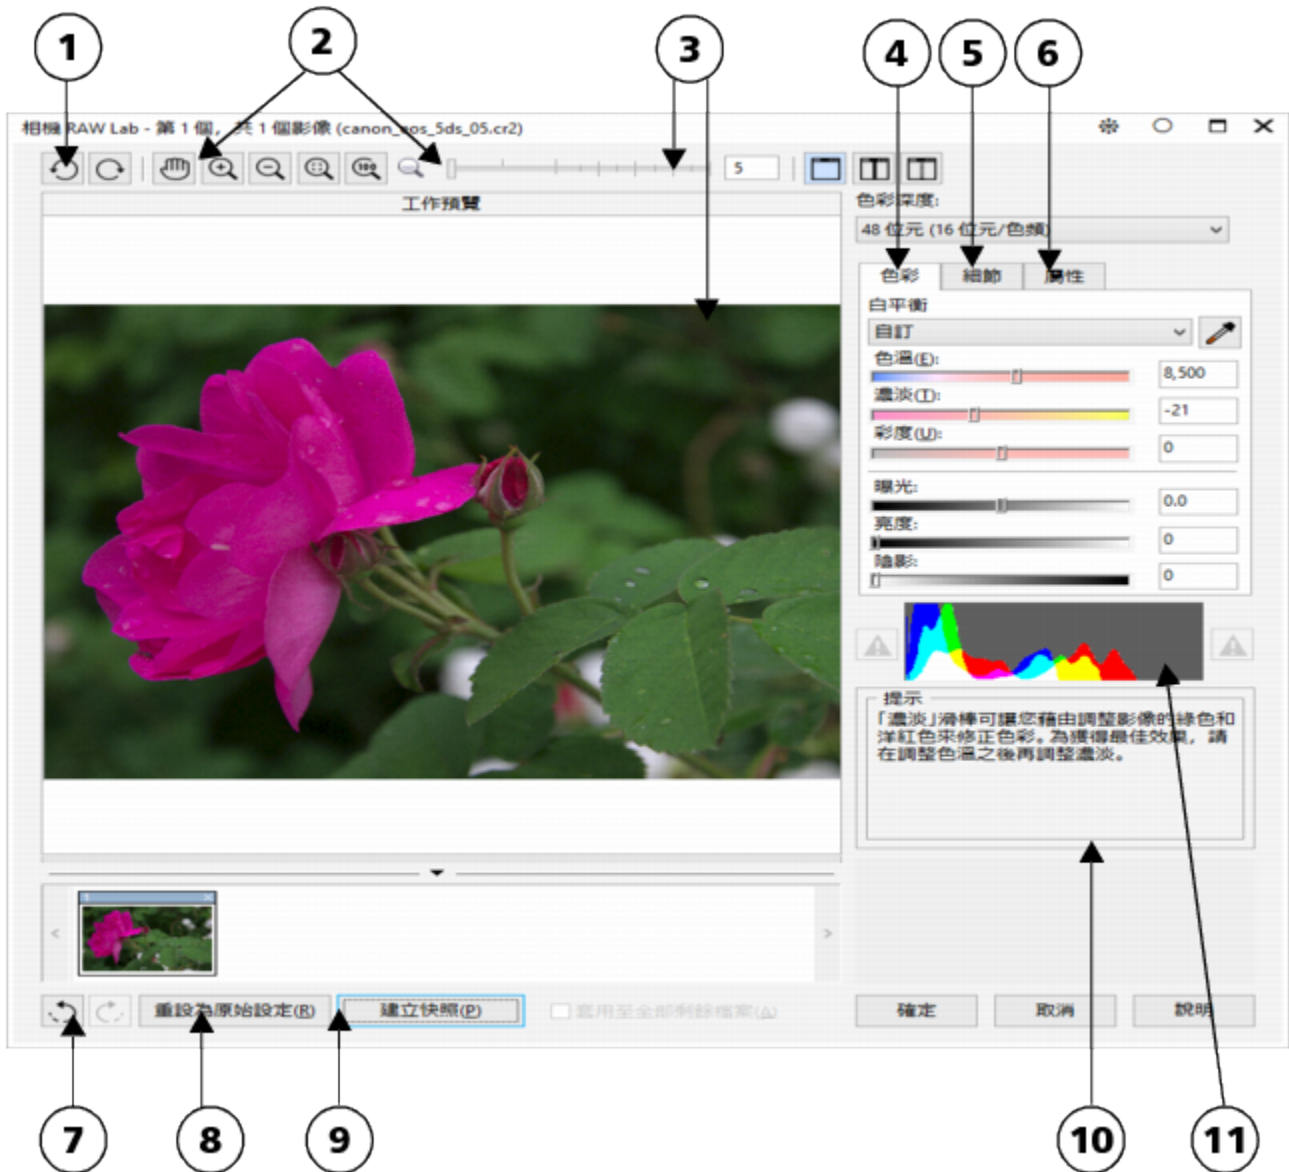 1
2
3
4
5
6
相機 RAW Lab - 第 1 個，共 1 個影像 (canon_eos_5ds_05.cr2)
100
5
工作預覽
色彩深度:
48 位元 (16 位元/色頻)
色彩
細節
屬性
白平衡
自訂
色溫(E):
8,500
濃淡(T):
-21
彩度(U):
0
曝光:
0.0
亮度:
0
陰影:
0
提示
「濃淡」滑棒可讓您藉由調整影像的綠色和
洋紅色來修正色彩。為獲得最佳效果，請
在調整色溫之後再調整濃淡。
1
重設為原始設定(R)
建立快照(P)
套用至全部剩餘檔案(A)
確定
取消
說明
7
8
9
10
11